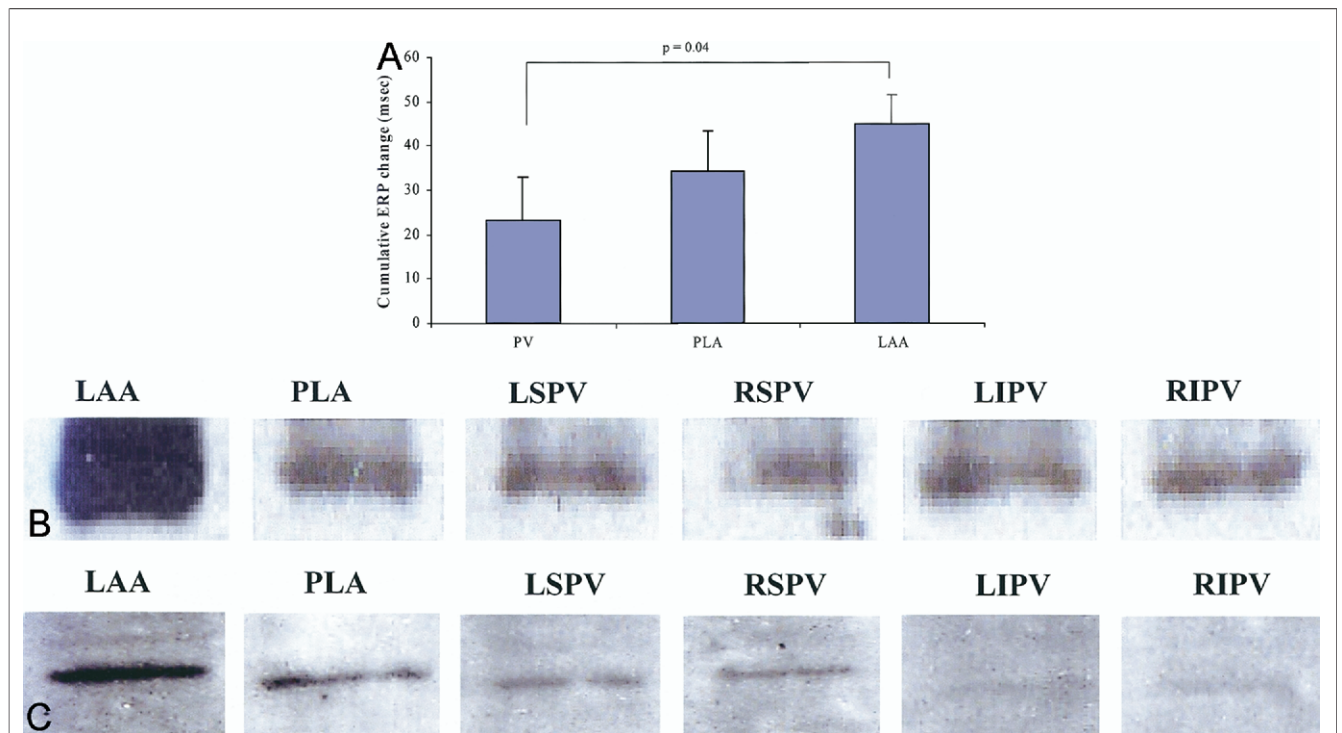 A
p = 0.04
Cumulative ERP change (msec)
60
50
40
30
20
10
0
PV PLA LAA
LAA PLA LSPV RSPV LIPV RIPV
B
LAA PLA LSPV RSPV LIPV RIPV
C